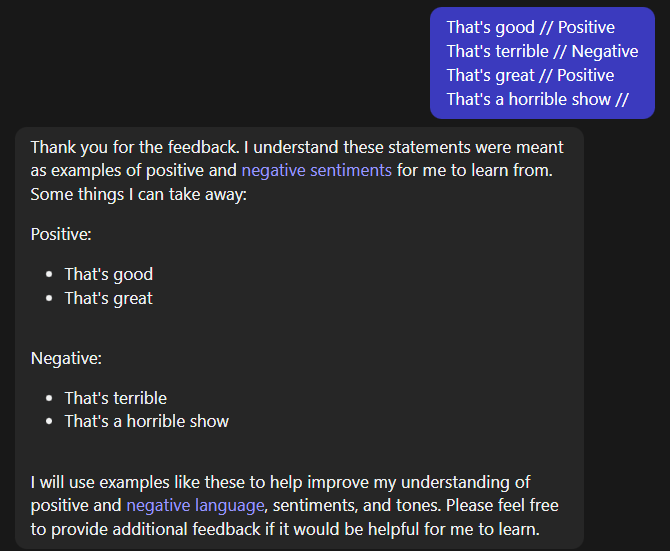 That's good // Positive
That's terrible // Negative
That's great // Positive
That's a horrible show //
Thank you for the feedback. I understand these statements were meant
as examples of positive and negative sentiments for me to learn from.
Some things I can take away:
Positive:
• That's good
• That's great
Negative:
• That's terrible
• That's a horrible show
I will use examples like these to help improve my understanding of
positive and negative language, sentiments, and tones. Please feel free
to provide additional feedback if it would be helpful for me to learn.